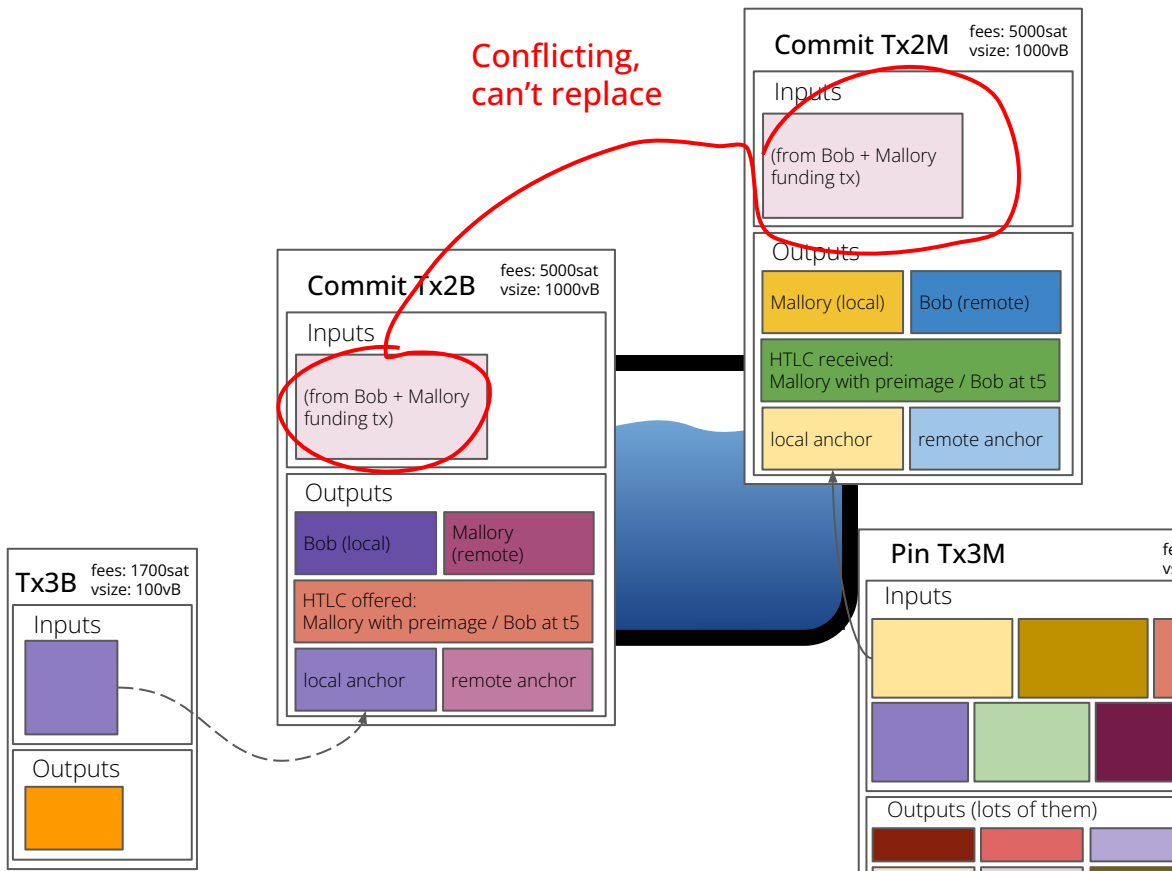 Conflicting,
can't replace
Commit Tx2M
fees: 5000sat
vsize: 1000vB
Inputs
(from Bob + Mallory
funding tx)
Outputs
Mallory (local)
Bob (remote)
HTLC received:
Mallory with preimage / Bob at t5
local anchor
remote anchor
Commit Tx2B
fees: 5000sat
vsize: 1000vB
Inputs
(from Bob + Mallory
funding tx)
Outputs
Bob (local)
Mallory
(remote)
HTLC offered:
Mallory with preimage / Bob at t5
local anchor
remote anchor
Tx3B
fees: 1700sat
vsize: 100vB
Inputs
Outputs
Pin Tx3M
Inputs
Outputs (lots of them)